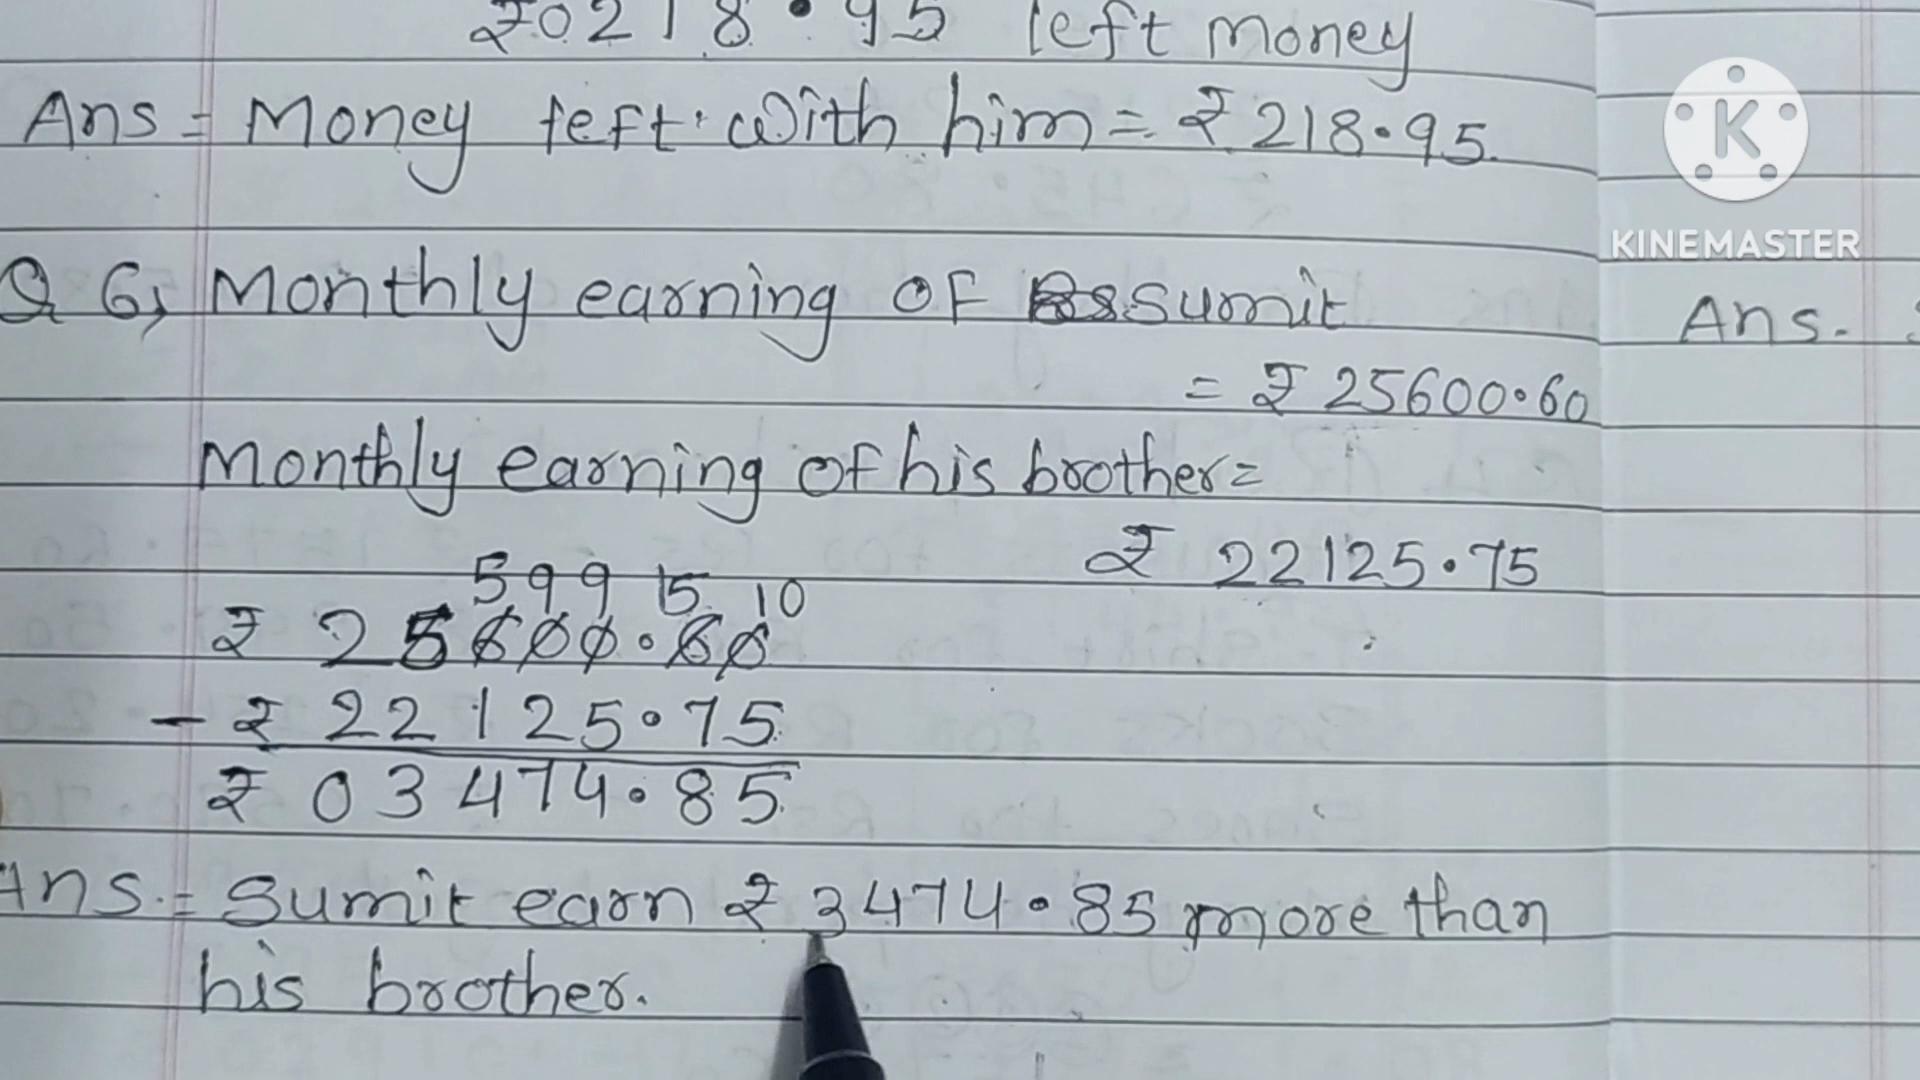 ₹0218.95 left money
Ans = Money left with him = ₹218.95
K
KINEMASTER
Q 6, Monthly earning of Sumit
= ₹25600.60
Monthly earning of his brother =
₹ 22125.75
5 9 9 15 10
₹ 25600.60
- ₹ 22125.75
₹ 03474.85
Ans. = Sumit earn ₹3474.85 more than
his brother.
Ans.